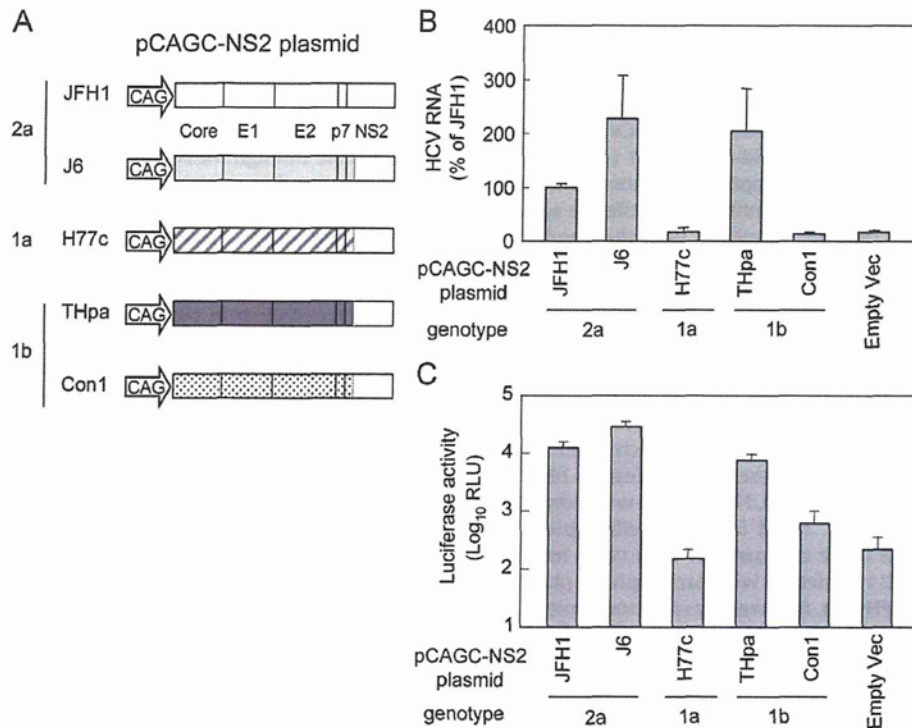 A
pCAGC-NS2 plasmid
2a
JFH1
CAG
Core E1 E2 p7 NS2
J6
CAG
1a
H77c
CAG
1b
THpa
CAG
Con1
CAG
B
HCV RNA
(% of JFH1)
400
300
200
100
0
pCAGC-NS2
plasmid
JFH1
J6
H77c
THpa
Con1
Empty Vec
genotype
2a
1a
1b
C
Luciferase activity
(Log10 RLU)
5
4
3
2
1
pCAGC-NS2
plasmid
JFH1
J6
H77c
THpa
Con1
Empty Vec
genotype
2a
1a
1b